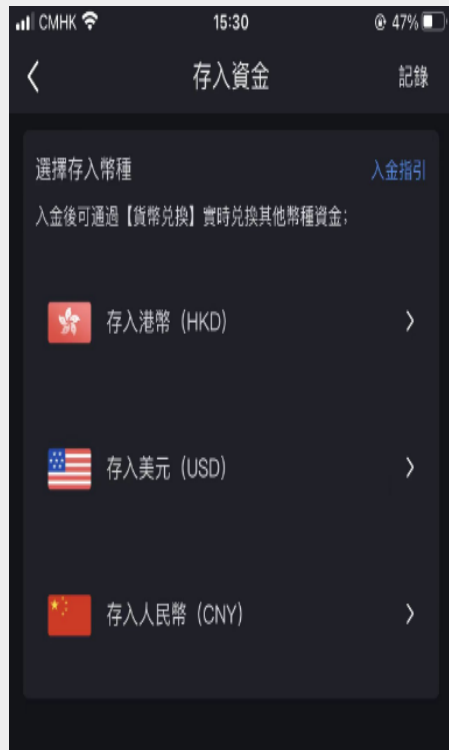 CMHK 15:30 47%
存入資金 記錄
選擇存入幣種 入金指引
入金後可通過【貨幣兑換】實時兑換其他幣種資金;
存入港幣 (HKD)
存入美元 (USD)
存入人民幣 (CNY)